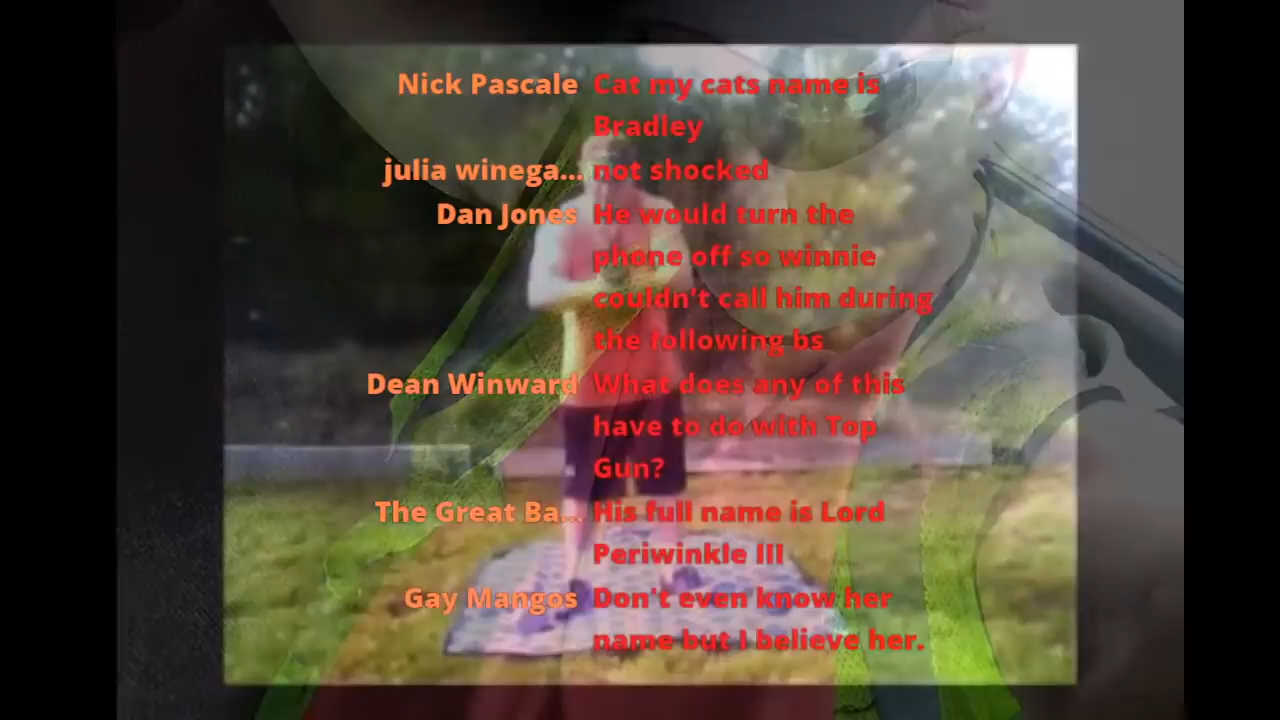 Nick Pascale Cat my cats name is
Bradley
julia winega... not shocked
Dan Jones He would turn the
phone off so winnie
couldn't call him during
the following bs
Dean Winward What does any of this
have to do with Top
Gun?
The Great Ba... His full name is Lord
Periwinkle III
Gay Mangos Don't even know her
name but I believe her.